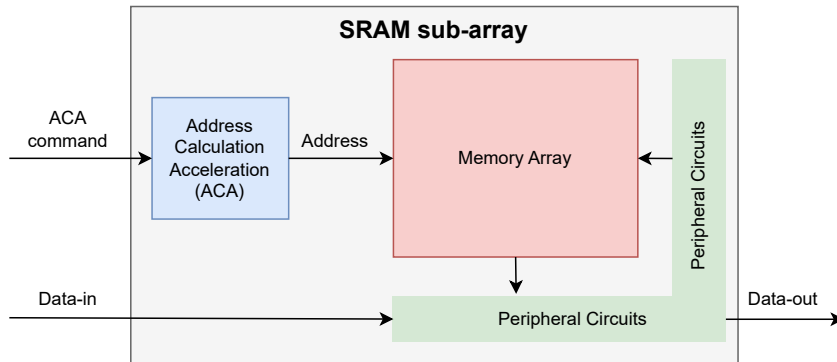 SRAM sub-array
ACA
command
Address
Calculation
Acceleration
(ACA)
Address
Memory Array
Peripheral Circuits
Data-in
Peripheral Circuits
Data-out